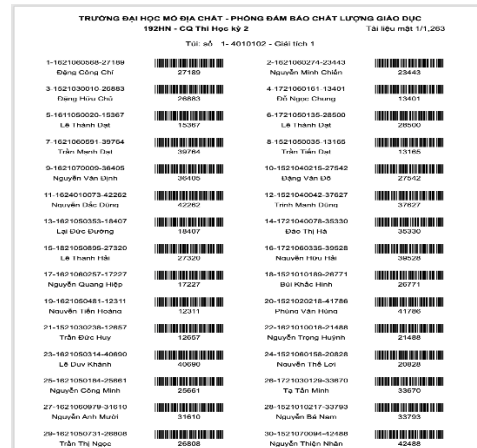 TRƯỜNG ĐẠI HỌC MỎ ĐỊA CHẤT - PHÒNG ĐẢM BẢO CHẤT LƯỢNG GIÁO DỤC
192HN - CQ Thi Học kỳ 2 Tài liệu mật 1/1,263
Túi: số 1- 4010102 - Giải tích 1
1-1621060568-27189 2-1621060274-23443
Đặng Công Chí 27189 Nguyễn Minh Chiến 23443
3-1521030010-26883 4-1721060161-13401
Đặng Hữu Chủ 26883 Đỗ Ngọc Chung 13401
5-1611050020-15367 6-1721050135-28500
Lê Thành Đạt 15367 Lê Thành Đạt 28500
7-1621060591-39764 8-1521050035-13165
Trần Mạnh Đạt 39764 Trần Tiến Đạt 13165
9-1621070009-36405 10-1521040215-27542
Nguyễn Văn Định 36405 Đặng Văn Đô 27542
11-1624010073-42262 12-1521040042-37627
Nguyễn Đắc Dũng 42262 Trịnh Mạnh Dũng 37627
13-1621050353-18407 14-1721040078-35330
Lại Đức Đường 18407 Đào Thị Hà 35330
15-1821050895-27320 16-1721060335-39528
Lê Thanh Hải 27320 Nguyễn Hữu Hải 39528
17-1621060257-17227 18-1521010189-26771
Nguyễn Quang Hiệp 17227 Bùi Khắc Hinh 26771
19-1621050481-12311 20-1521020218-41786
Nguyễn Tiến Hoàng 12311 Phùng Văn Hùng 41786
21-1521030238-12657 22-1621010018-21488
Trần Đức Huy 12657 Nguyễn Trọng Huỳnh 21488
23-1621050314-40690 24-1521060158-20828
Lê Duy Khánh 40690 Nguyễn Thế Lợi 20828
25-1621050184-25661 26-1721030129-33670
Nguyễn Công Minh 25661 Tạ Tấn Minh 33670
27-1621060979-31610 28-1521010217-33793
Nguyễn Anh Mười 31610 Nguyễn Bá Nam 33793
29-1621050731-26808 30-1521070094-42488
Trần Thị Ngọc 26808 Nguyễn Thiện Nhân 42488